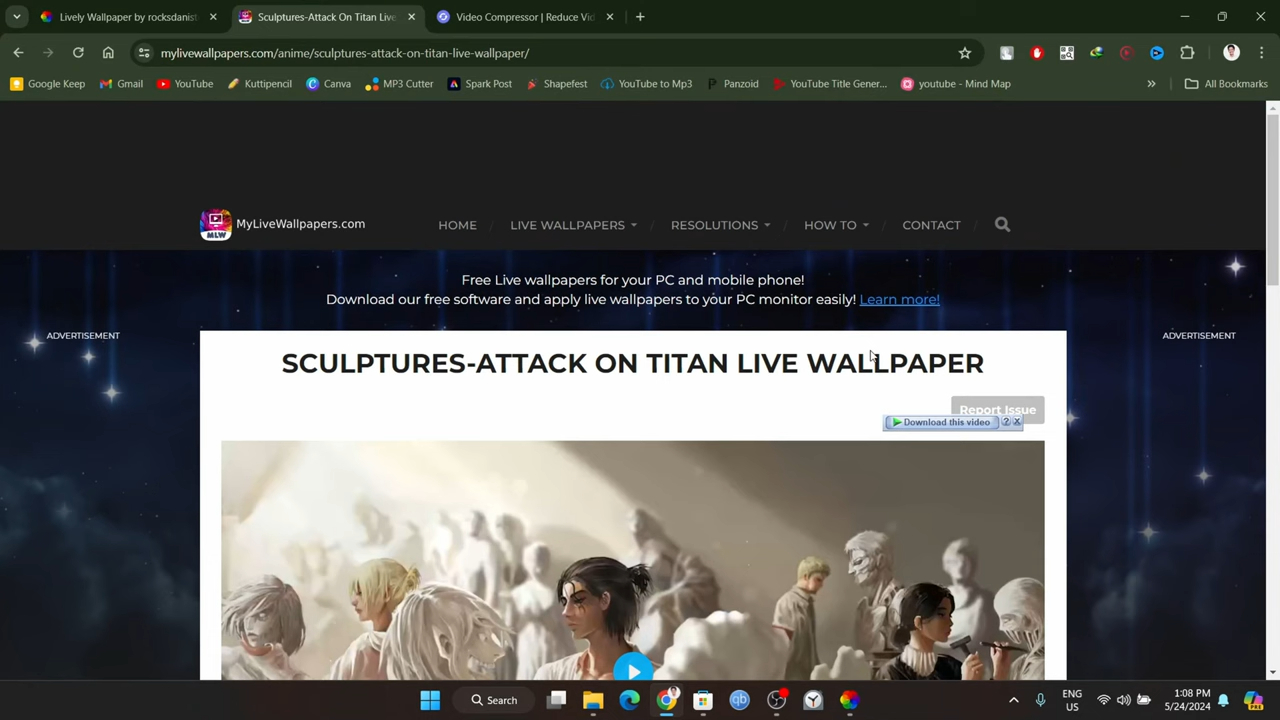 Lively Wallpaper by rocksdanist
Sculptures-Attack On Titan Live
Video Compressor | Reduce Vid
mylivewallpapers.com/anime/sculptures-attack-on-titan-live-wallpaper/
Google Keep
Gmail
YouTube
Kuttipencil
Canva
MP3 Cutter
Spark Post
Shapefest
YouTube to Mp3
Panzoid
YouTube Title Gener...
youtube - Mind Map
All Bookmarks
MLW
MyLiveWallpapers.com
HOME
LIVE WALLPAPERS
RESOLUTIONS
HOW TO
CONTACT
Free Live wallpapers for your PC and mobile phone!
Download our free software and apply live wallpapers to your PC monitor easily! Learn more!
ADVERTISEMENT
ADVERTISEMENT
SCULPTURES-ATTACK ON TITAN LIVE WALLPAPER
Report Issue
Download this video
Search
ENG
US
1:08 PM
5/24/2024